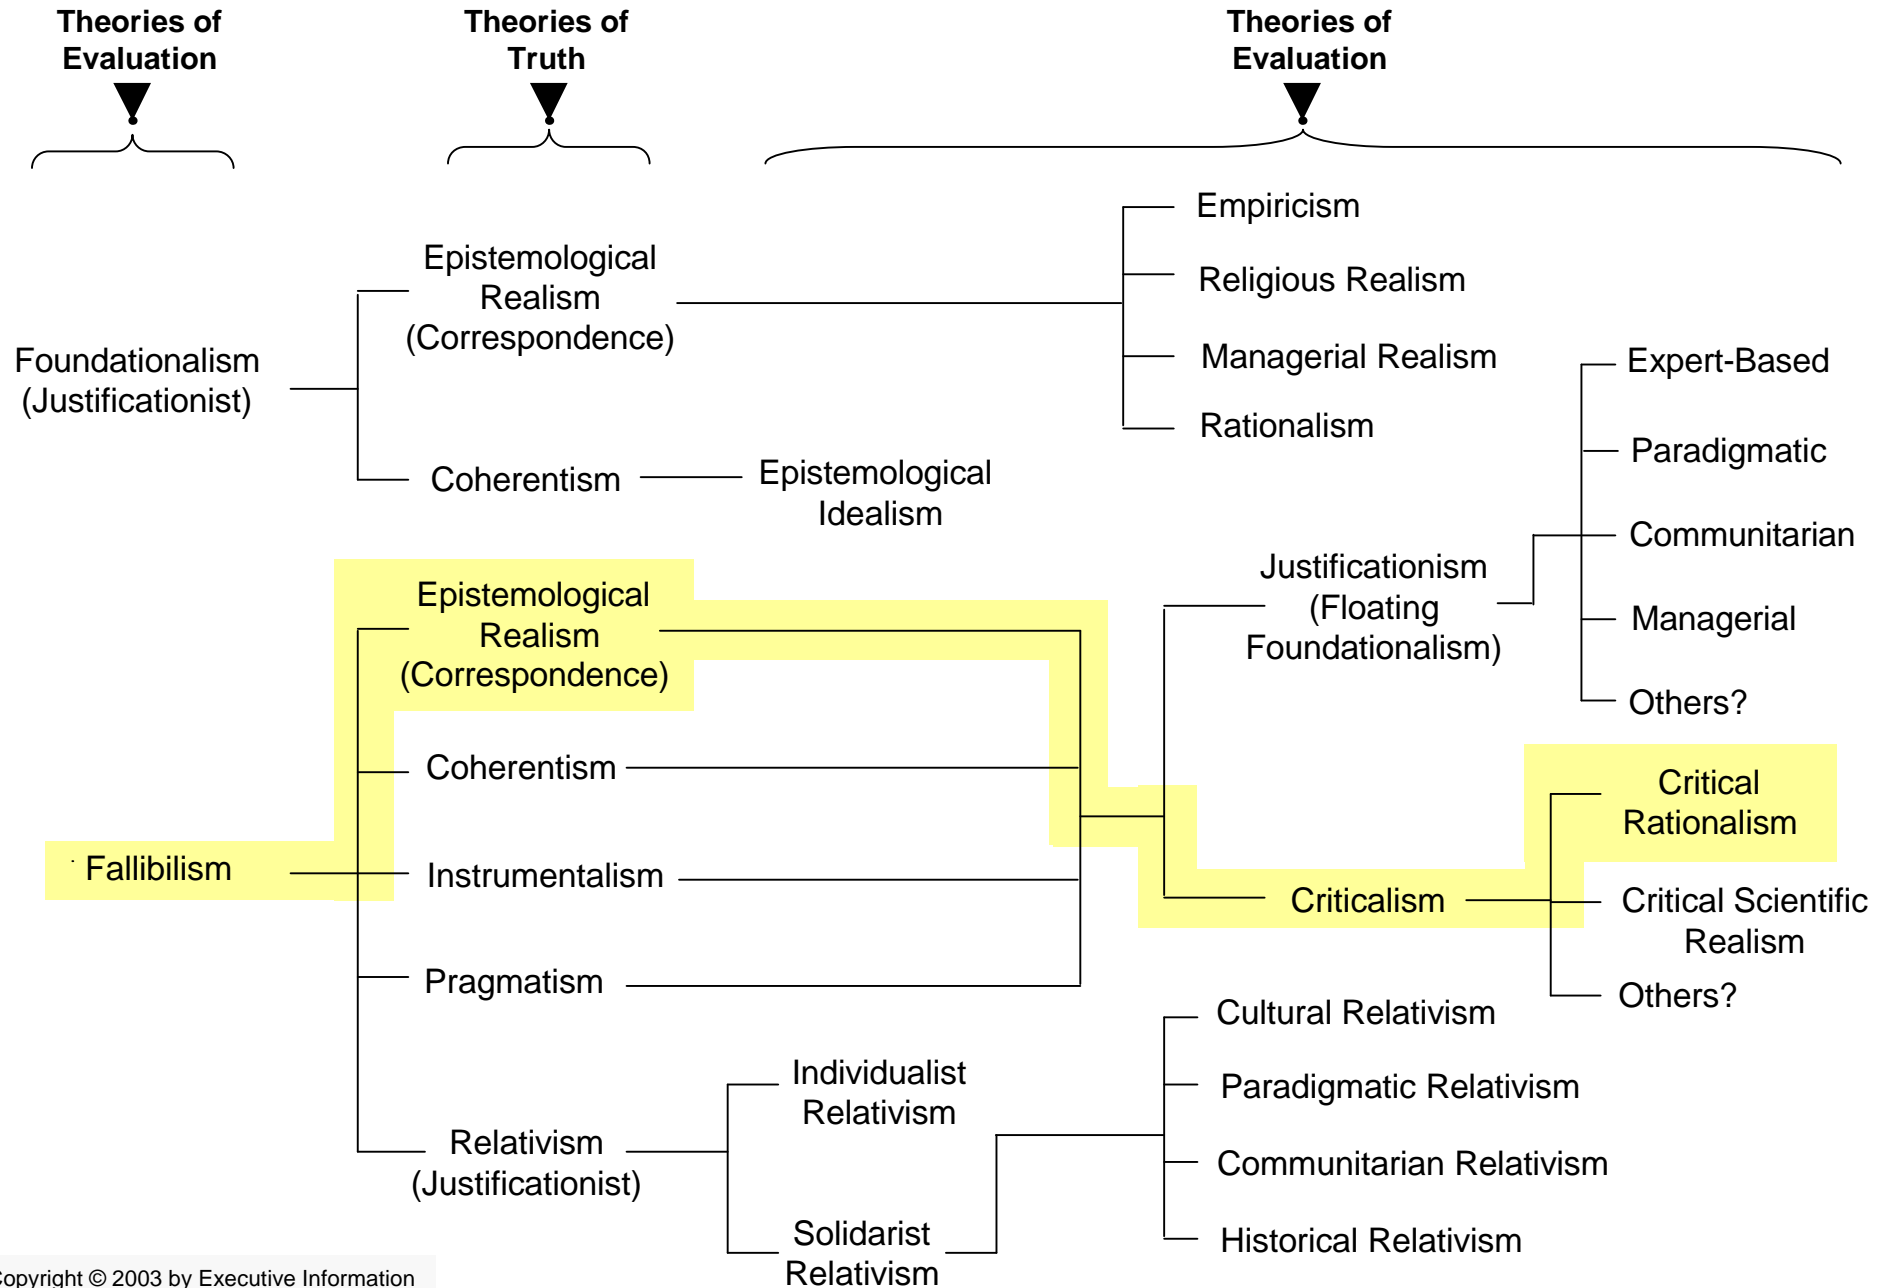 Theories of
Evaluation
Theories of
Truth
Theories of
Evaluation
Foundationalism
(Justificationist)
Epistemological
Realism
(Correspondence)
Coherentism
Epistemological
Idealism
Empiricism
Religious Realism
Managerial Realism
Rationalism
Fallibilism
Epistemological
Realism
(Correspondence)
Coherentism
Instrumentalism
Pragmatism
Relativism
(Justificationist)
Justificationism
(Floating
Foundationalism)
Expert-Based
Paradigmatic
Communitarian
Managerial
Others?
Criticalism
Critical
Rationalism
Critical Scientific
Realism
Others?
Individualist
Relativism
Solidarist
Relativism
Cultural Relativism
Paradigmatic Relativism
Communitarian Relativism
Historical Relativism
Copyright © 2003 by Executive Information